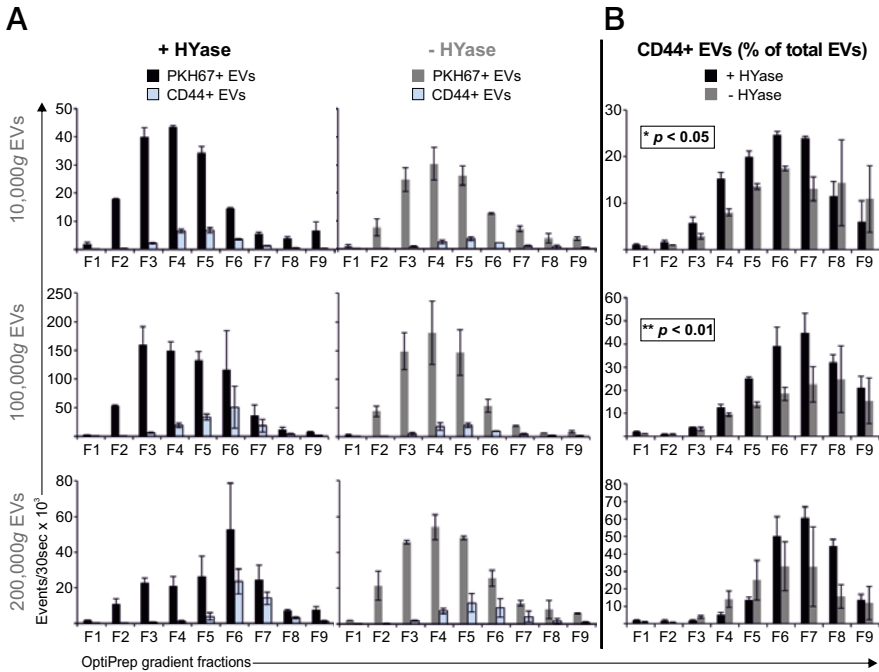 A
B
+ HYase
- HYase
CD44+ EVs (% of total EVs)
PKH67+ EVs
CD44+ EVs
PKH67+ EVs
CD44+ EVs
+ HYase
- HYase
10,000g EVs
50
40
30
20
10
F1 F2 F3 F4 F5 F6 F7 F8 F9
F1 F2 F3 F4 F5 F6 F7 F8 F9
30
20
10
* p < 0.05
F1 F2 F3 F4 F5 F6 F7 F8 F9
100,000g EVs
250
200
150
100
50
F1 F2 F3 F4 F5 F6 F7 F8 F9
F1 F2 F3 F4 F5 F6 F7 F8 F9
60
50
40
30
20
10
** p < 0.01
F1 F2 F3 F4 F5 F6 F7 F8 F9
200,000g EVs
Events/30sec x 10³
80
60
40
20
F1 F2 F3 F4 F5 F6 F7 F8 F9
F1 F2 F3 F4 F5 F6 F7 F8 F9
80
70
60
50
40
30
20
10
F1 F2 F3 F4 F5 F6 F7 F8 F9
OptiPrep gradient fractions